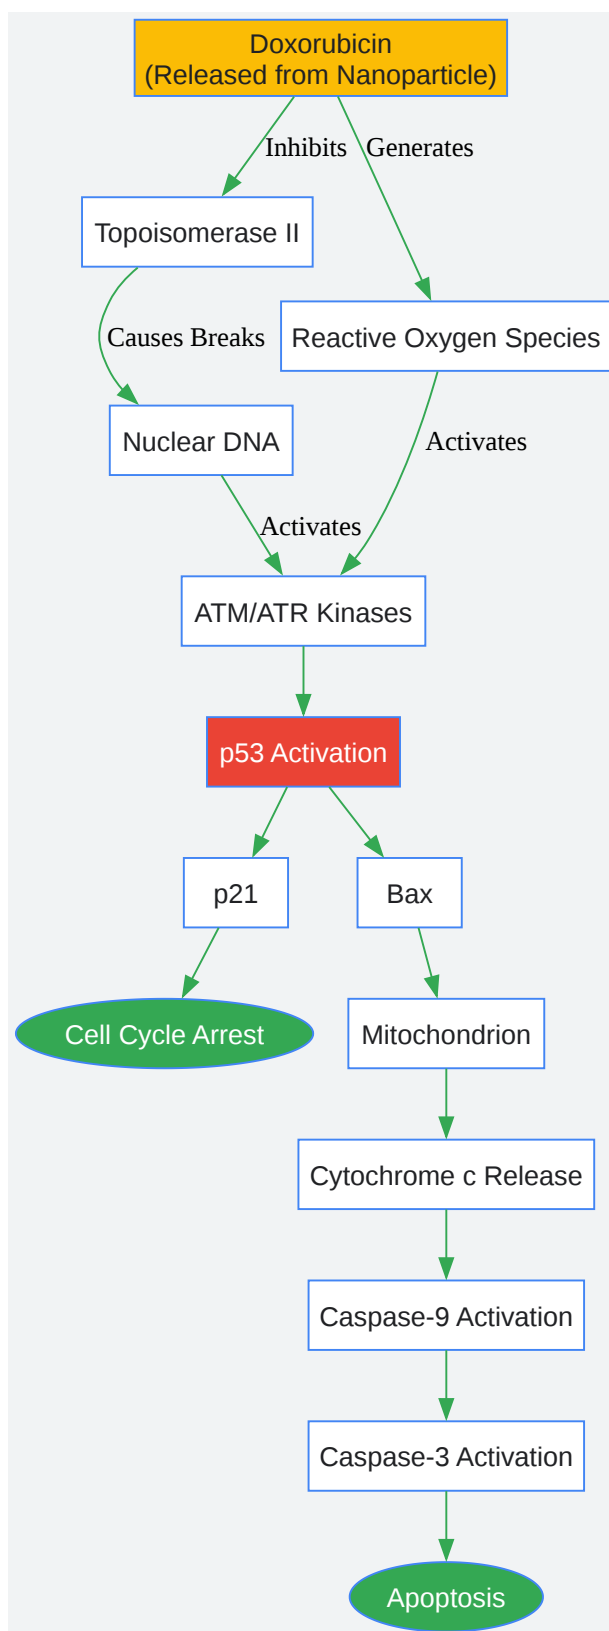 Doxorubicin
(Released from Nanoparticle)
Inhibits
Generates
Topoisomerase II
Causes Breaks
Reactive Oxygen Species
Nuclear DNA
Activates
Activates
ATM/ATR Kinases
p53 Activation
p21
Bax
Cell Cycle Arrest
Mitochondrion
Cytochrome c Release
Caspase-9 Activation
Caspase-3 Activation
Apoptosis